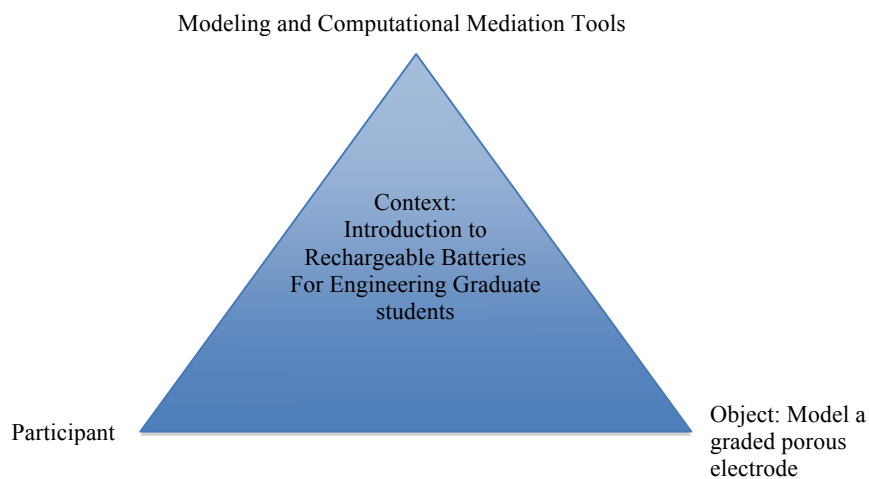 Modeling and Computational Mediation Tools
Context:
Introduction to
Rechargeable Batteries
For Engineering Graduate
students
Participant
Object: Model a
graded porous
electrode